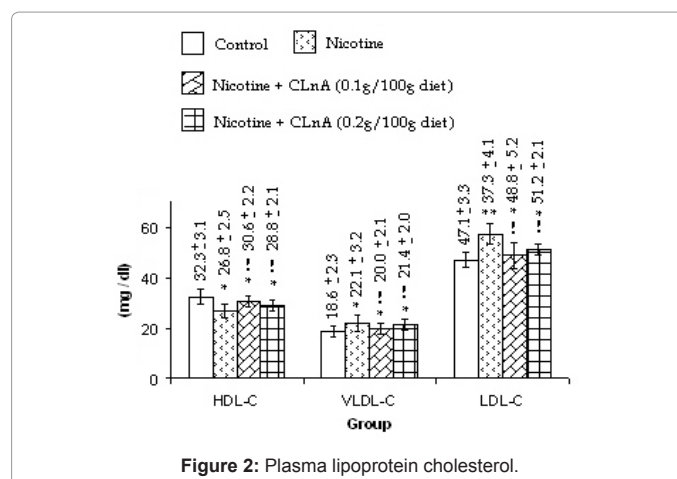 Control
Nicotine
Nicotine + CLnA (0.1g/100g diet)
Nicotine + CLnA (0.2g/100g diet)
(mg / dl)
60
40
20
0
32.3 ± 3.1
* 26.8 ± 2.5
* ·· 30.6 ± 2.2
* ·· 28.8 ± 2.1
18.6 ± 2.3
* 22.1 ± 3.2
* ·· 20.0 ± 2.1
* ·· 21.4 ± 2.0
47.1 ± 3.3
* 37.3 ± 4.1
·· * 48.8 ± 5.2
·· * 51.2 ± 2.1
HDL-C
VLDL-C
LDL-C
Group
Figure 2: Plasma lipoprotein cholesterol.